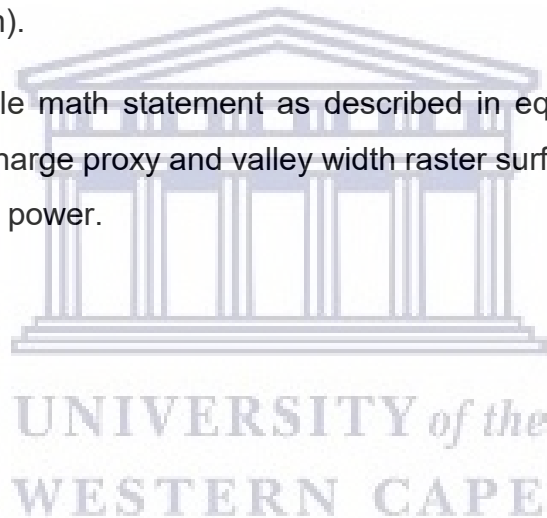 ).
le math statement as described in eq
harge proxy and valley width raster surf
power.
UNIVERSITY of the
WESTERN CAPE